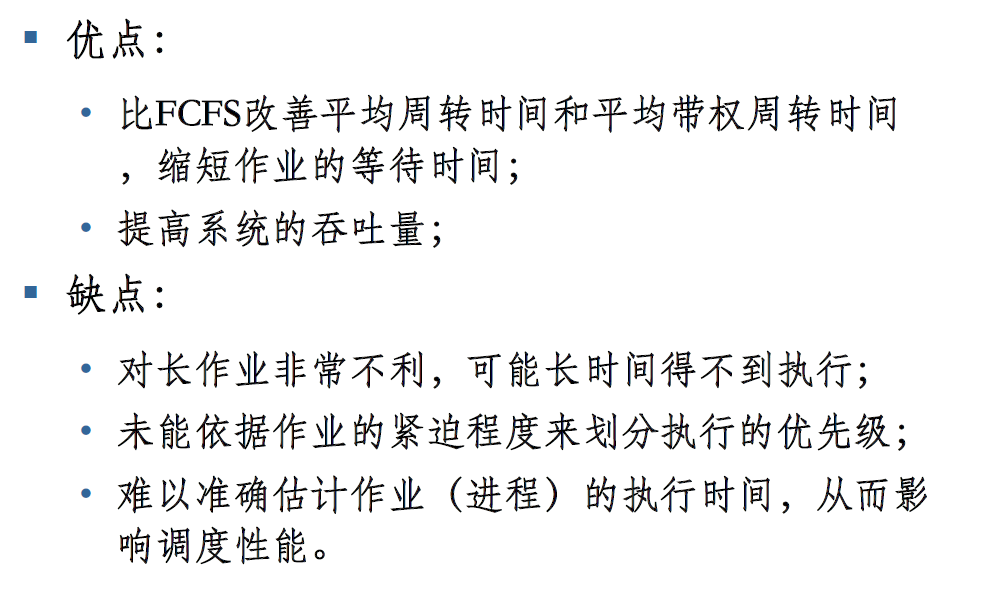 优点：
比FCFS改善平均周转时间和平均带权周转时间
，缩短作业的等待时间；
提高系统的吞吐量；
缺点：
对长作业非常不利，可能长时间得不到执行；
未能依据作业的紧迫程度来划分执行的优先级；
难以准确估计作业（进程）的执行时间，从而影
响调度性能。